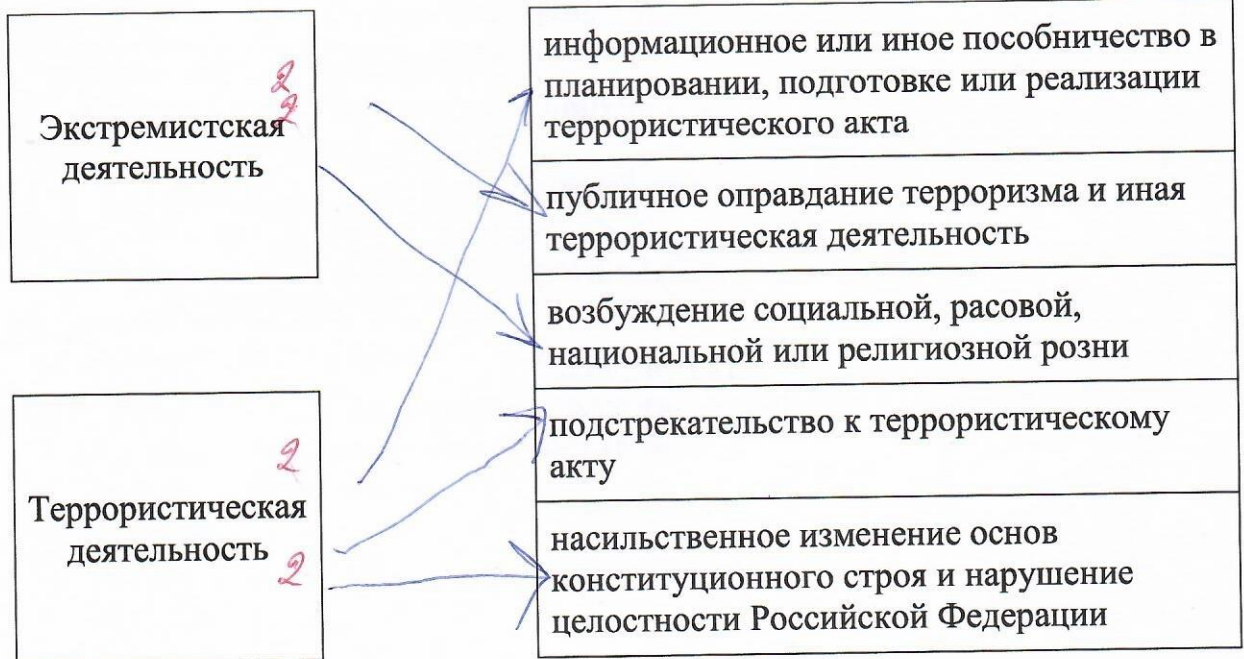 Экстремистская
деятельность
2
2
Террористическая
деятельность
2
2
информационное или иное пособничество в
планировании, подготовке или реализации
террористического акта
публичное оправдание терроризма и иная
террористическая деятельность
возбуждение социальной, расовой,
национальной или религиозной розни
подстрекательство к террористическому
акту
насильственное изменение основ
конституционного строя и нарушение
целостности Российской Федерации